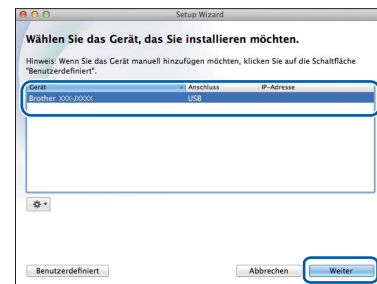 Setup Wizard
Wählen Sie das Gerät, das Sie installieren möchten.
Hinweis: Wenn Sie das Gerät manuell hinzufügen möchten, klicken Sie auf die Schaltfläche
"Benutzerdefiniert".
Gerät Anschluss IP-Adresse
Brother XXX-JXXXX USB
Benutzerdefiniert Abbrechen Weiter